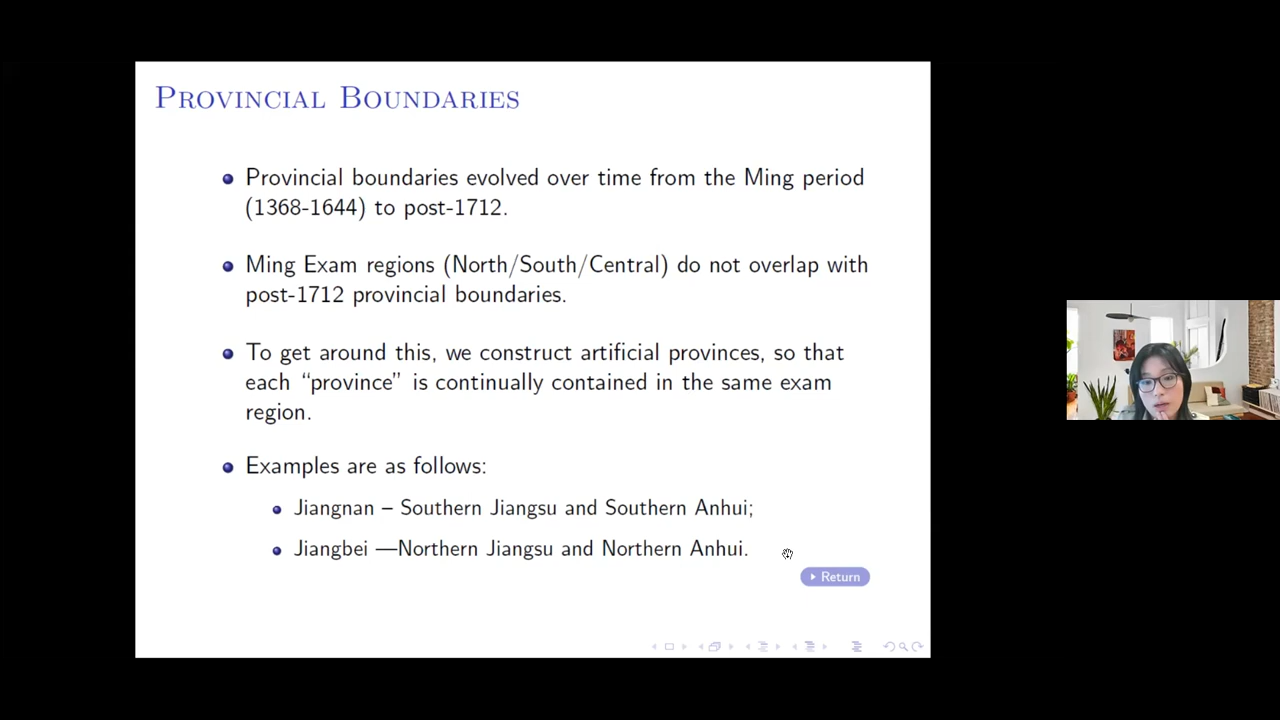 PROVINCIAL BOUNDARIES
Provincial boundaries evolved over time from the Ming period
(1368-1644) to post-1712.
Ming Exam regions (North/South/Central) do not overlap with
post-1712 provincial boundaries.
To get around this, we construct artificial provinces, so that
each “province” is continually contained in the same exam
region.
Examples are as follows:
Jiangnan – Southern Jiangsu and Southern Anhui;
Jiangbei —Northern Jiangsu and Northern Anhui.
Return